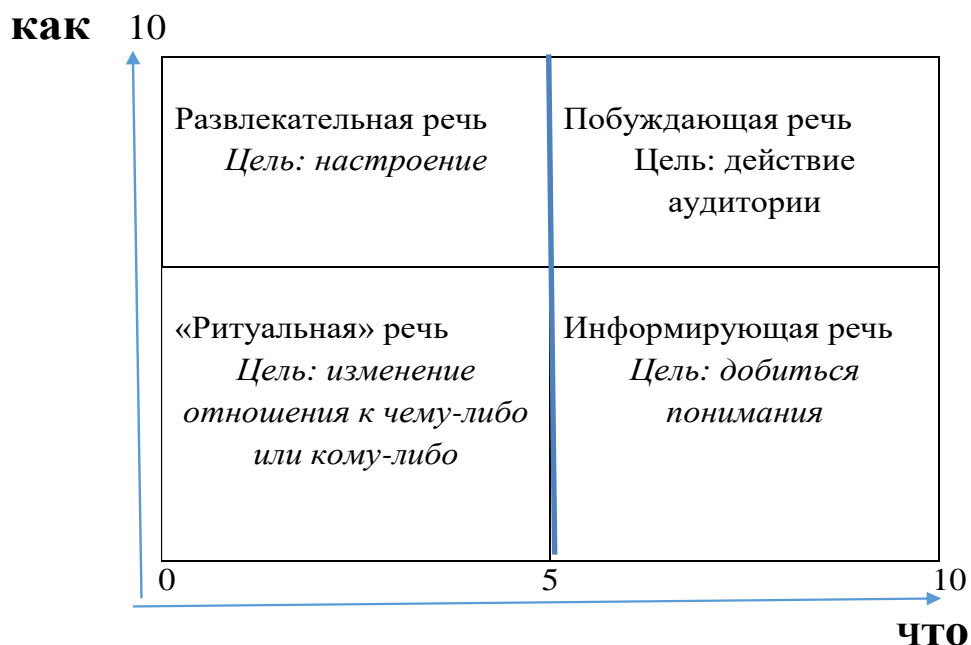 как 10
Развлекательная речь
Цель: настроение
Побуждающая речь
Цель: действие
аудитории
«Ритуальная» речь
Цель: изменение
отношения к чему-либо
или кому-либо
Информирующая речь
Цель: добиться
понимания
0 5 10
что